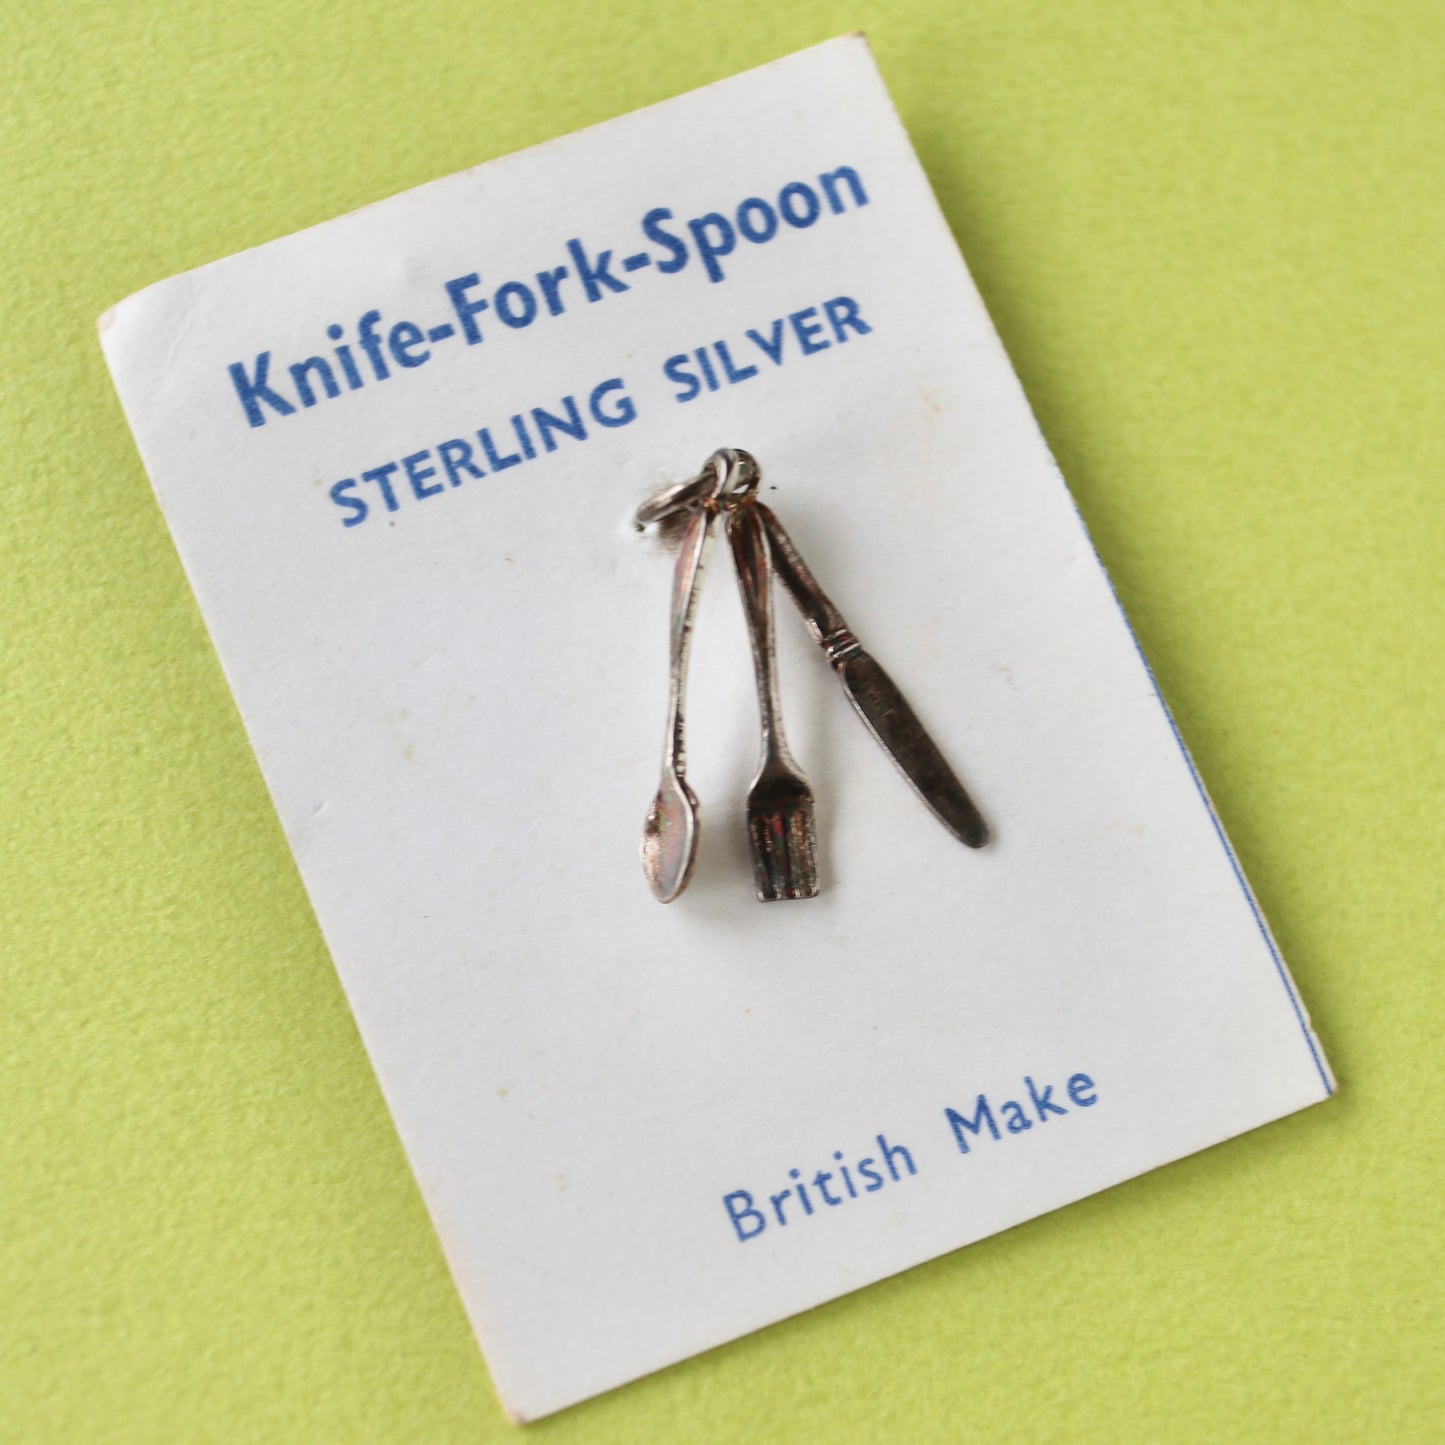 Knife-Fork-Spoon
STERLING SILVER
British Make